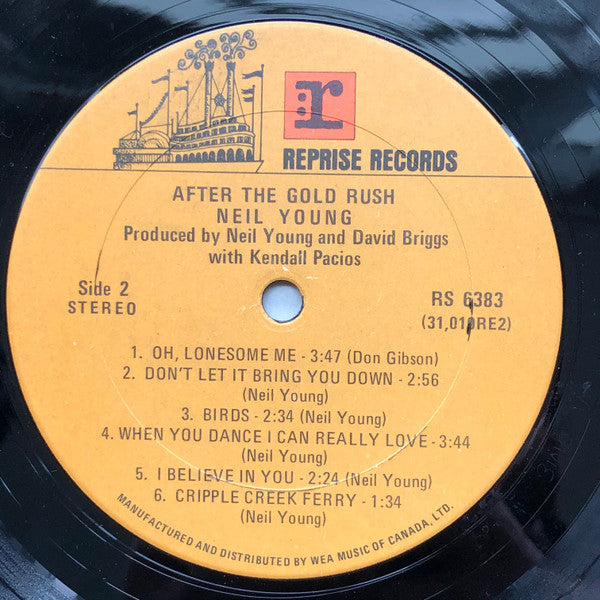 :r
REPRISE RECORDS
AFTER THE GOLD RUSH
NEIL YOUNG
Produced by Neil Young and David Briggs
with Kendall Pacios
Side 2
STEREO
RS 6383
(31,019RE2)
1. OH, LONESOME ME - 3:47 (Don Gibson)
2. DON'T LET IT BRING YOU DOWN - 2:56
(Neil Young)
3. BIRDS - 2:34 (Neil Young)
4. WHEN YOU DANCE I CAN REALLY LOVE - 3:44
(Neil Young)
5. I BELIEVE IN YOU - 2:24 (Neil Young)
6. CRIPPLE CREEK FERRY - 1:34
(Neil Young)
MANUFACTURED AND DISTRIBUTED BY WEA MUSIC OF CANADA, LTD.